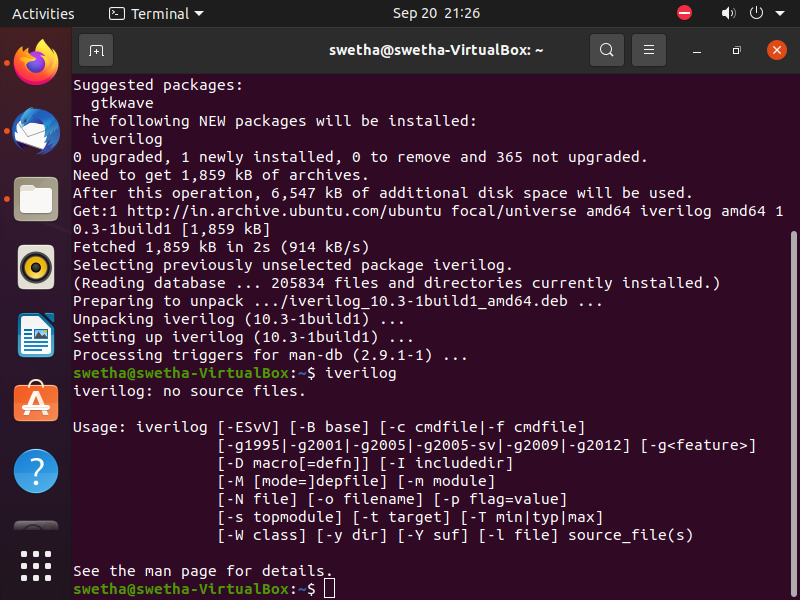 Activities
Terminal
Sep 20 21:26
swetha@swetha-VirtualBox: ~
Suggested packages:
  gtkwave
The following NEW packages will be installed:
  iverilog
0 upgraded, 1 newly installed, 0 to remove and 365 not upgraded.
Need to get 1,859 kB of archives.
After this operation, 6,547 kB of additional disk space will be used.
Get:1 http://in.archive.ubuntu.com/ubuntu focal/universe amd64 iverilog amd64 1
0.3-1build1 [1,859 kB]
Fetched 1,859 kB in 2s (914 kB/s)
Selecting previously unselected package iverilog.
(Reading database ... 205834 files and directories currently installed.)
Preparing to unpack .../iverilog_10.3-1build1_amd64.deb ...
Unpacking iverilog (10.3-1build1) ...
Setting up iverilog (10.3-1build1) ...
Processing triggers for man-db (2.9.1-1) ...
swetha@swetha-VirtualBox:~$ iverilog
iverilog: no source files.

Usage: iverilog [-ESvV] [-B base] [-c cmdfile|-f cmdfile]
                [-g1995|-g2001|-g2005|-g2005-sv|-g2009|-g2012] [-g<feature>]
                [-D macro[=defn]] [-I includedir]
                [-M [mode=]depfile] [-m module]
                [-N file] [-o filename] [-p flag=value]
                [-s topmodule] [-t target] [-T min|typ|max]
                [-W class] [-y dir] [-Y suf] [-l file] source_file(s)

See the man page for details.
swetha@swetha-VirtualBox:~$